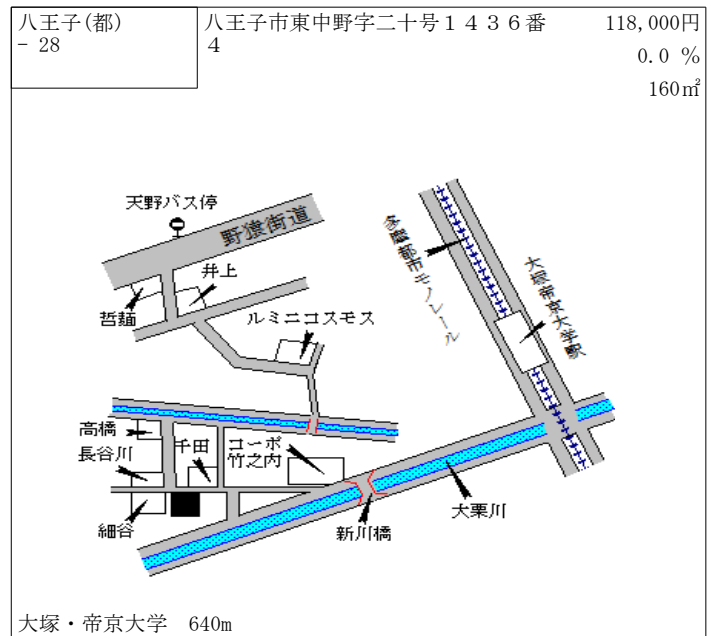 八王子(都)
- 28
八王子市東中野字二十号１４３６番
4
118,000円
0.0 %
160㎡
天野バス停
野猿街道
多摩都市モノレール
大塚帝京大学駅
井上
哲麺
ルミニコスモス
高橋
長谷川
千田
コーポ
竹之内
細谷
新川橋
大栗川
大塚・帝京大学　640m